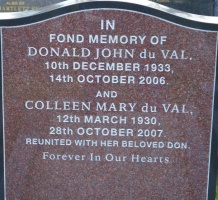 IN
FOND MEMORY OF
DONALD JOHN du VAL,
10th DECEMBER 1933,
14th OCTOBER 2006.
AND
COLLEEN MARY du VAL,
12th MARCH 1930,
28th OCTOBER 2007.
REUNITED WITH HER BELOVED DON.
Forever In Our Hearts